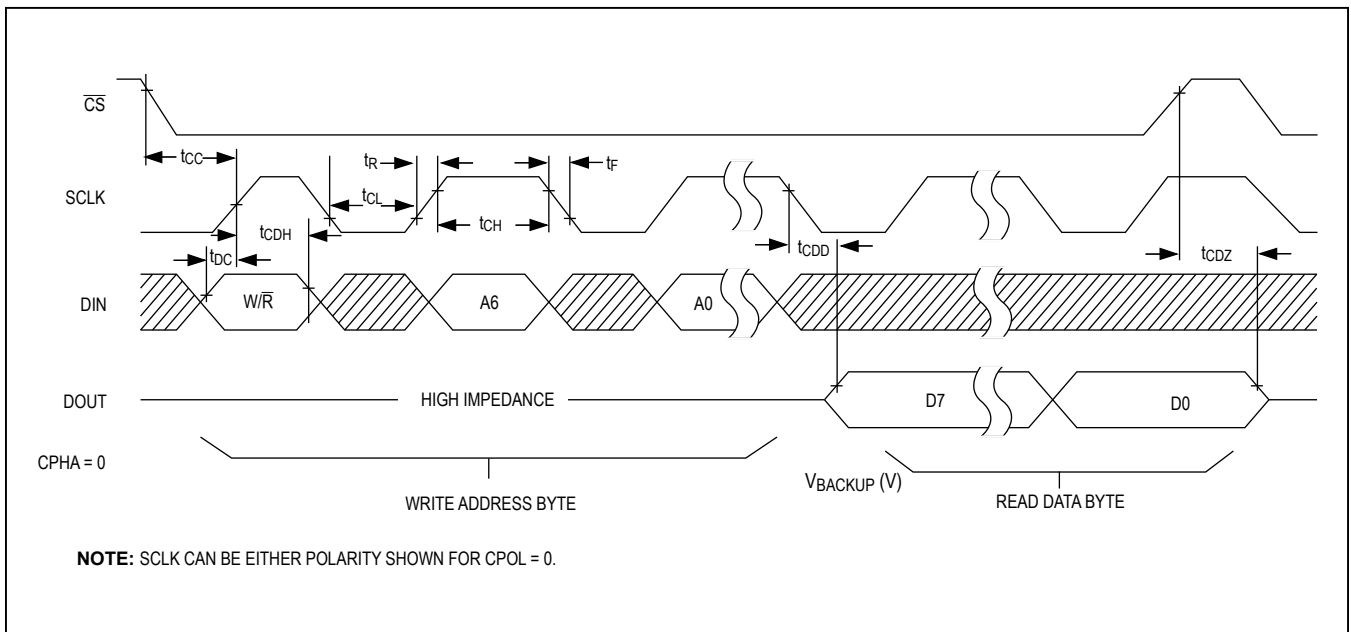 CS
tCC
tR
tF
SCLK
tCL
tCDH
tCH
tDC
tCDD
tCDZ
DIN
W/R
A6
A0
DOUT
HIGH IMPEDANCE
D7
D0
CPHA = 0
VBACKUP (V)
WRITE ADDRESS BYTE
READ DATA BYTE
NOTE: SCLK CAN BE EITHER POLARITY SHOWN FOR CPOL = 0.